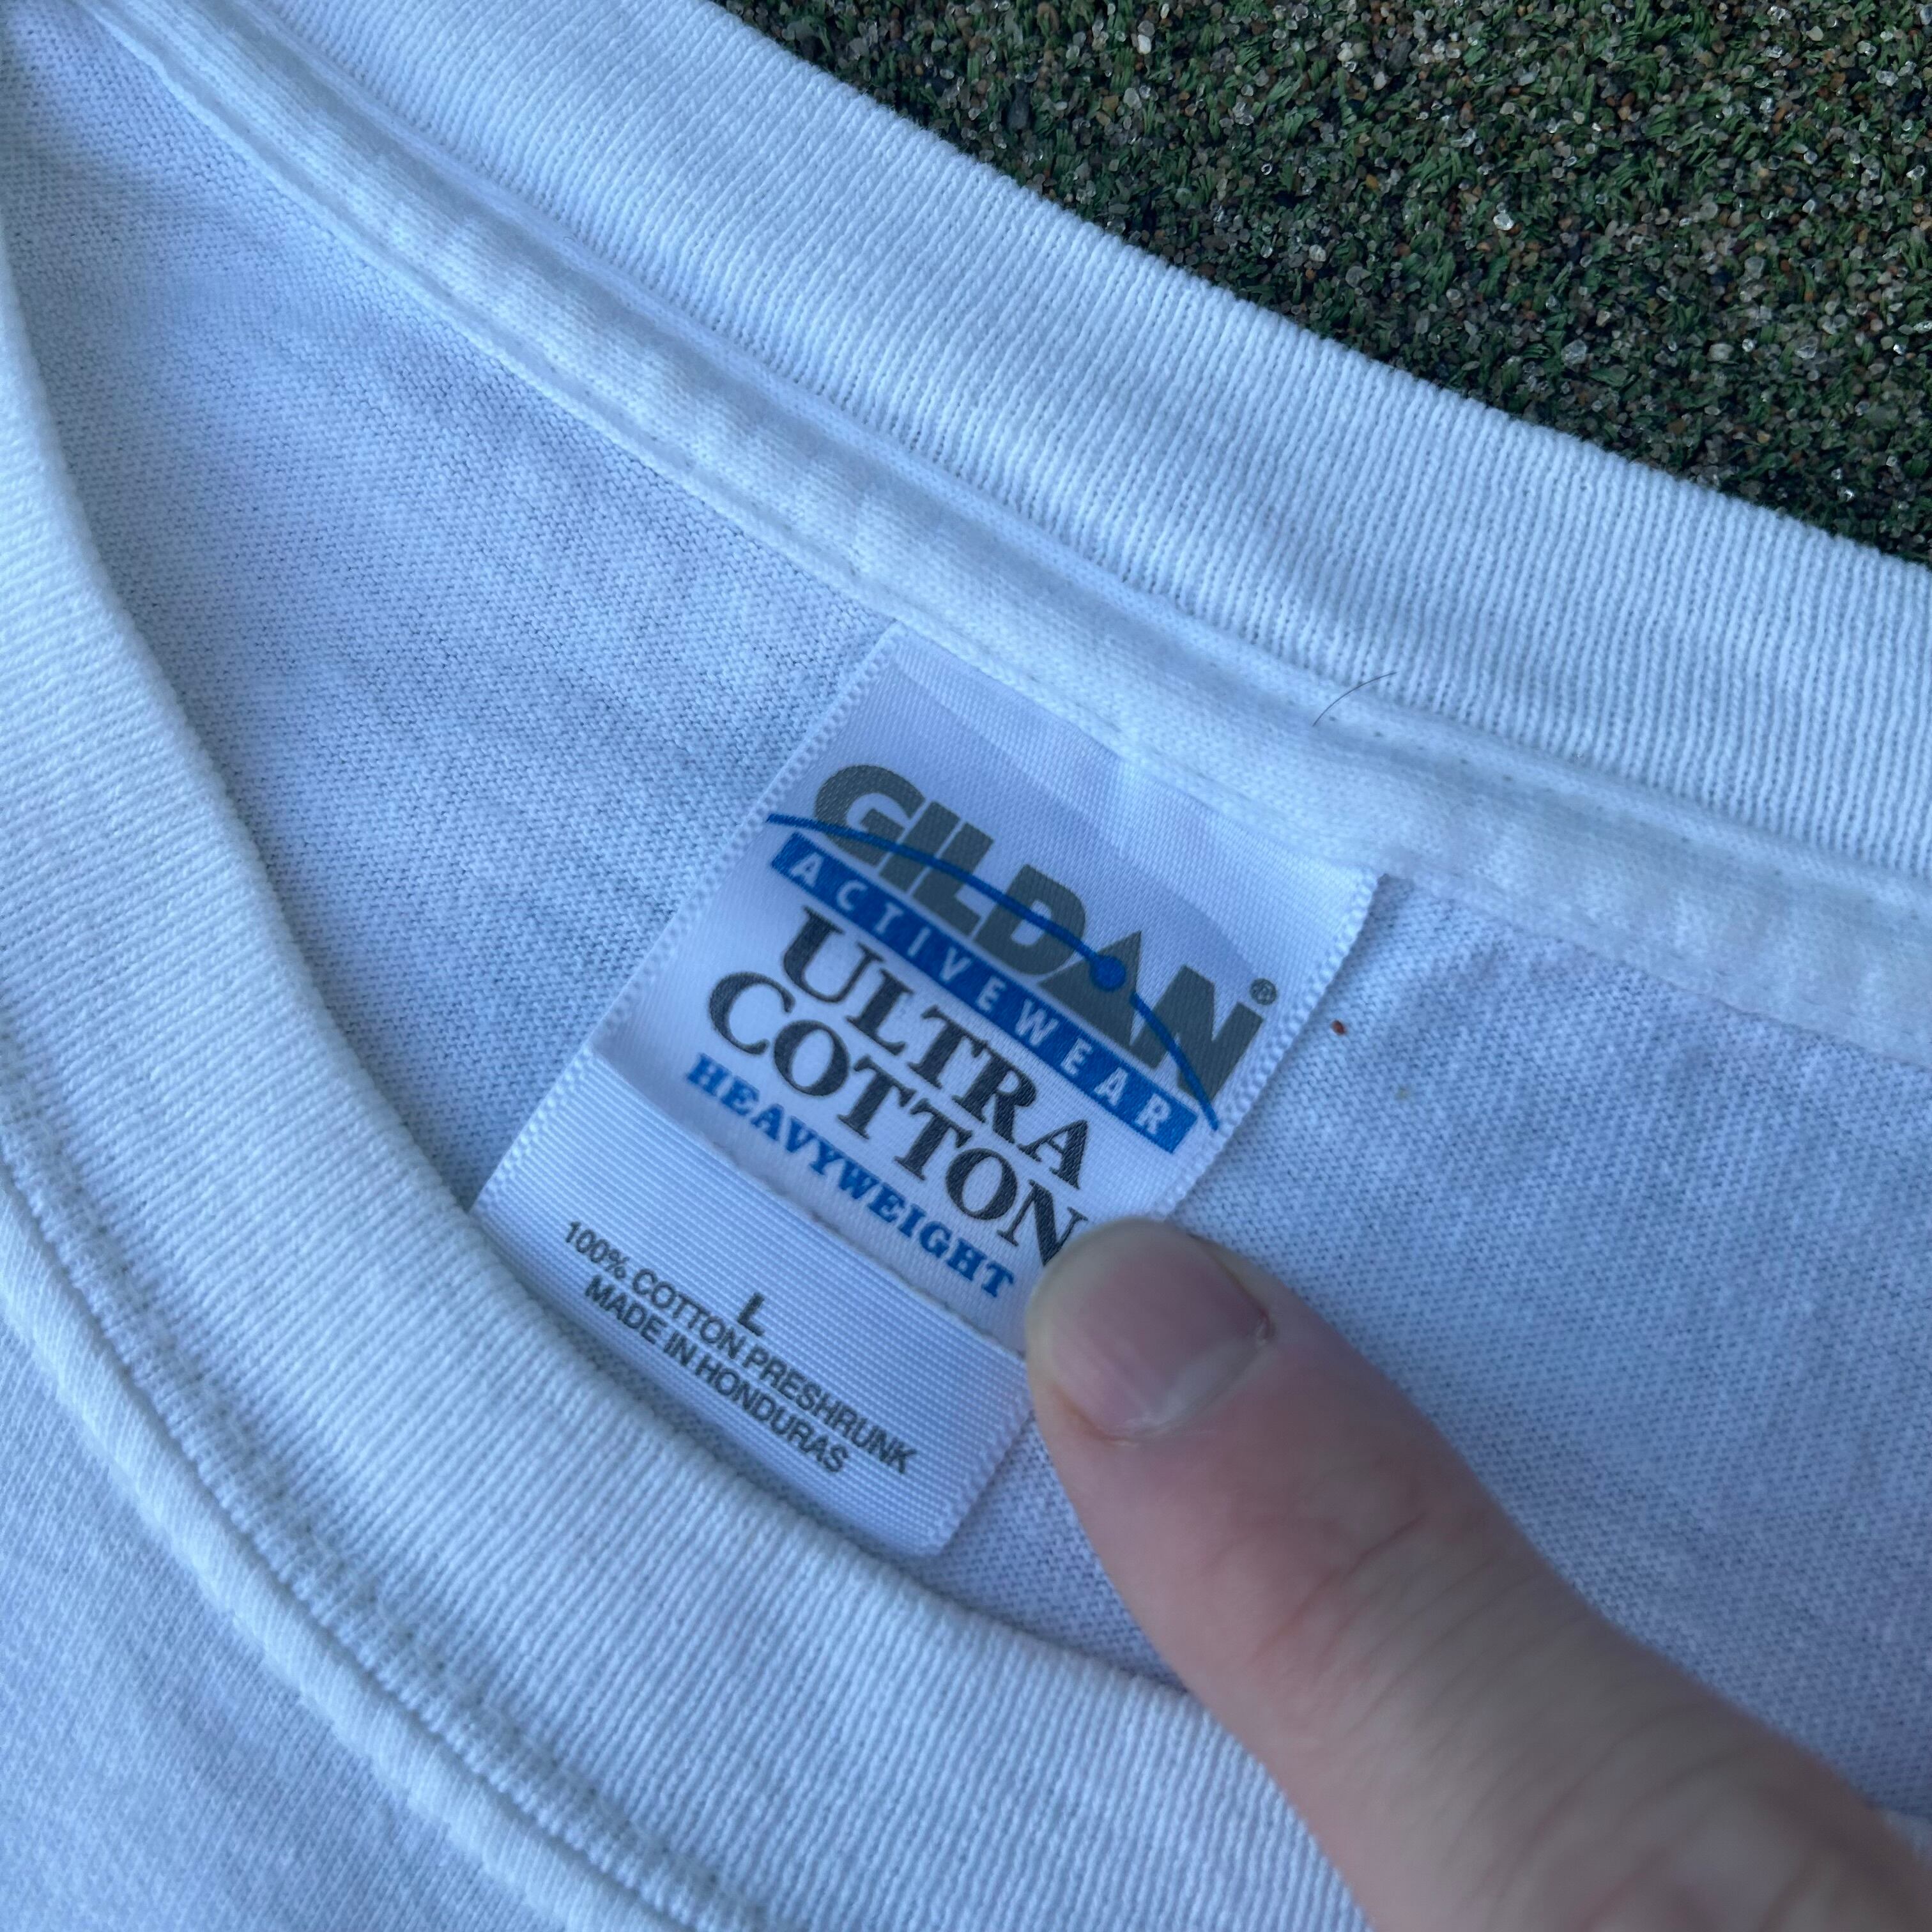 GILDAN®
ACTIVEWEAR
ULTRA
COTTON
HEAVYWEIGHT
L
100% COTTON PRESHRUNK
MADE IN HONDURAS